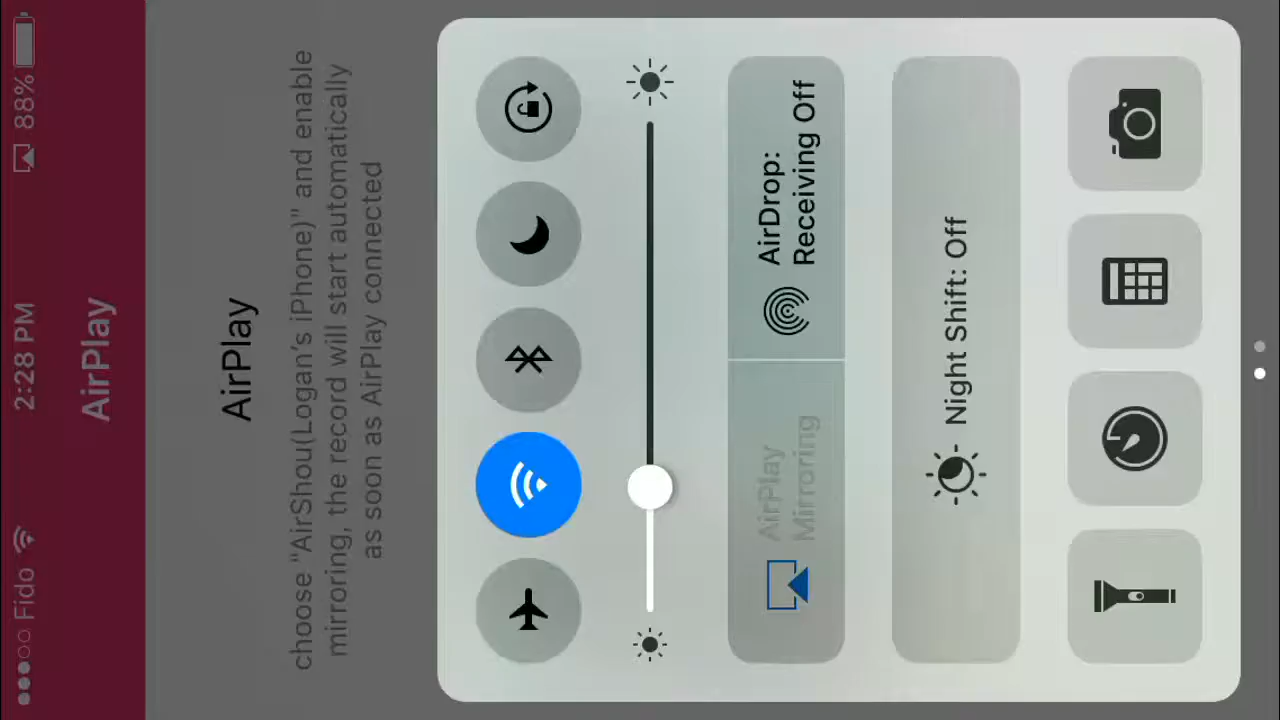 Fido 2:28 PM 88%
AirPlay
AirPlay
choose "AirShou(Logan's iPhone)" and enable
mirroring, the record will start automatically
as soon as AirPlay connected
AirPlay
Mirroring
AirDrop:
Receiving Off
Night Shift: Off